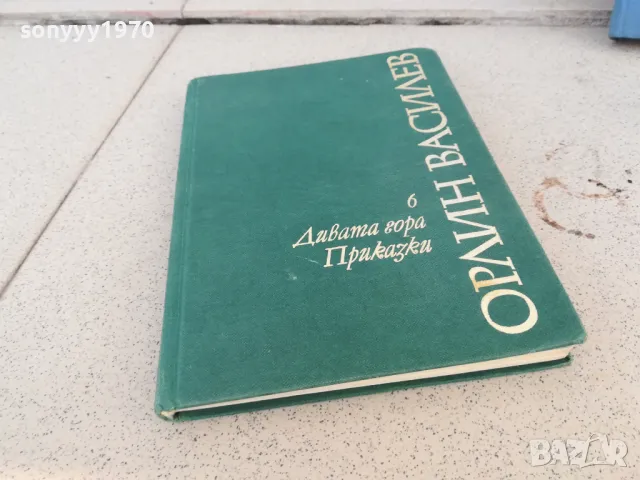 sonyyy1970
ОРЛИН ВАСИЛЕВ
6
Дивата гора
Приказки
BAZAR